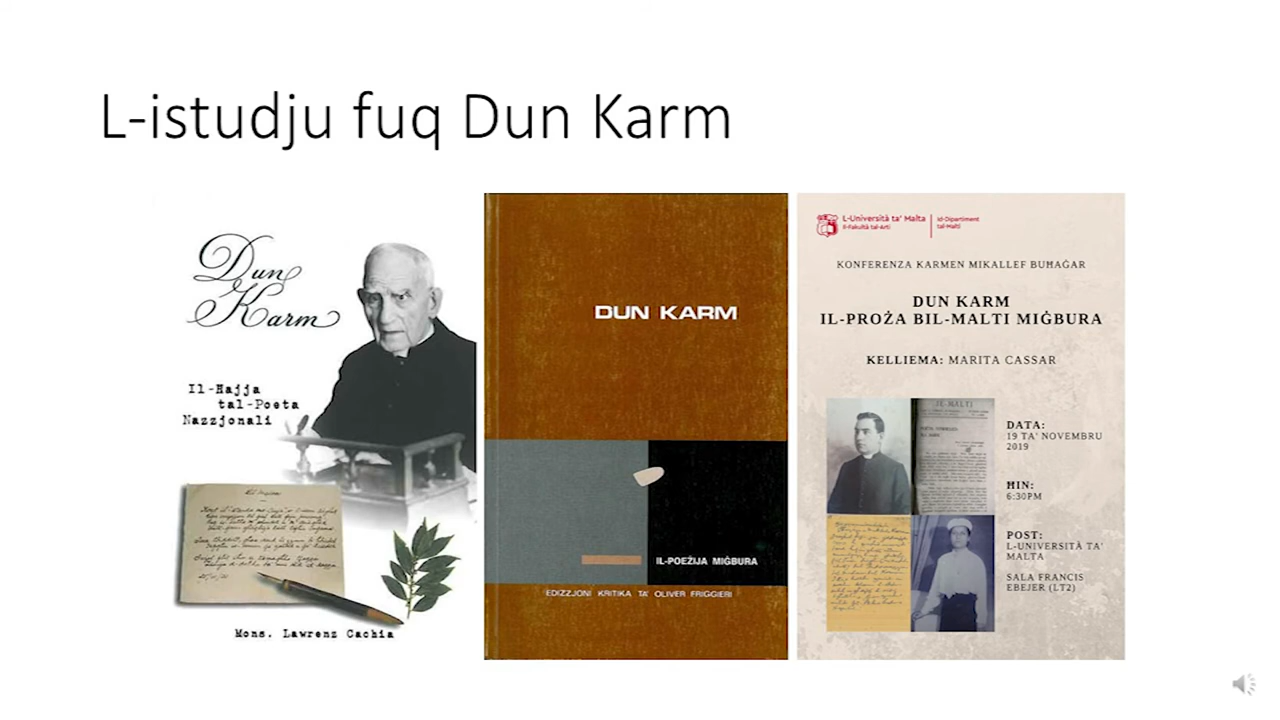 L-istudju fuq Dun Karm
Dun
Karm
Il-Ħajja
tal-Poeta
Nazzjonali
Mons. Lawrenz Cachia
DUN KARM
IL-POEŻIJA MIĠBURA
EDIZZJONI KRITIKA TA' OLIVER FRIGGIERI
L-Università ta' Malta
Il-Fakultà tal-Arti
Id-Dipartiment
tal-Malti
KONFERENZA KARMEN MIKALLEF BUĦAĠAR
DUN KARM
IL-PROŻA BIL-MALTI MIĠBURA
KELLIEMA: MARITA CASSAR
IL-MALTI
DATA:
19 TA' NOVEMBRU
2019
ĦIN:
6:30PM
POST:
L-UNIVERSITÀ TA'
MALTA
SALA FRANCIS
EBEJER (LT2)